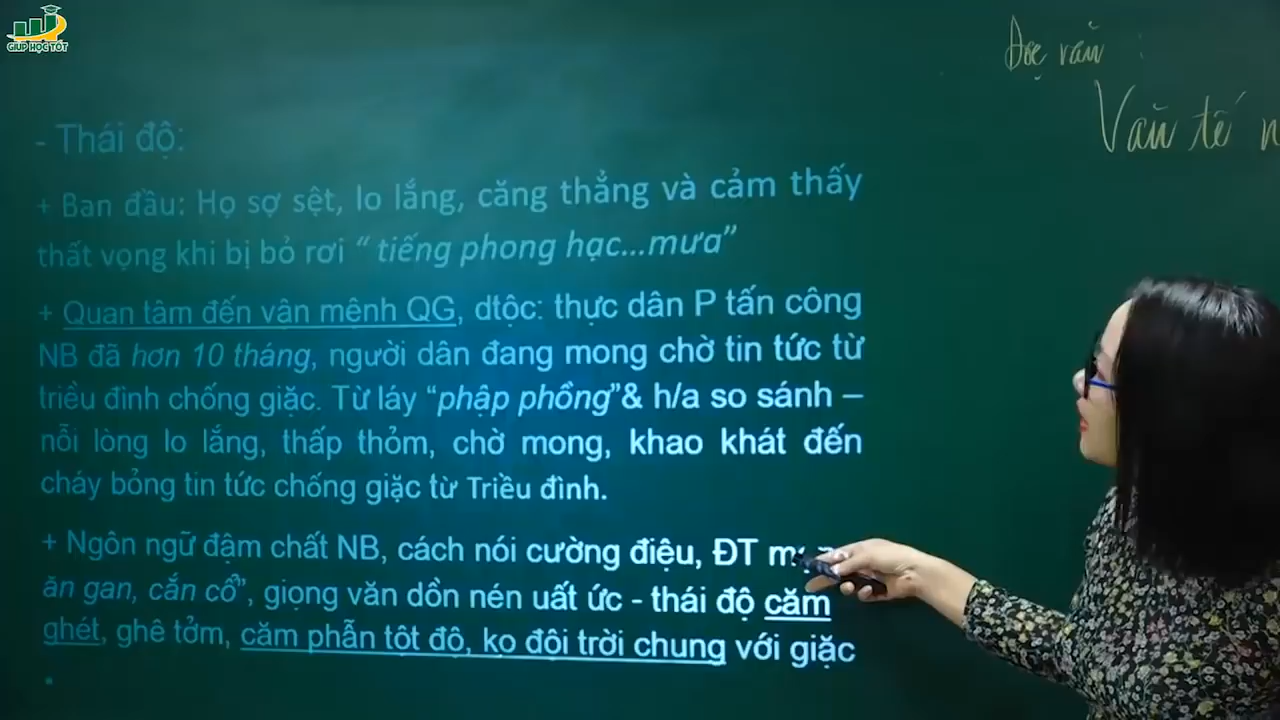 GIÚP HỌC TỐT
Đọc văn :
Văn tế
- Thái độ:
+ Ban đầu: Họ sợ sệt, lo lắng, căng thẳng và cảm thấy
thất vọng khi bị bỏ rơi “ tiếng phong hạc...mưa”
+ Quan tâm đến vân mênh QG, dtộc: thực dân P tấn công
NB đã hơn 10 tháng, người dân đang mong chờ tin tức từ
triều đình chống giặc. Từ láy “phập phồng”& h/a so sánh –
nỗi lòng lo lắng, thấp thỏm, chờ mong, khao khát đến
cháy bỏng tin tức chống giặc từ Triều đình.
+ Ngôn ngữ đậm chất NB, cách nói cường điệu, ĐT
ăn gan, cắn cổ”, giọng văn dồn nén uất ức - thái độ căm
ghét, ghê tởm, căm phẫn tôt đô, ko đôi trời chung với giặc